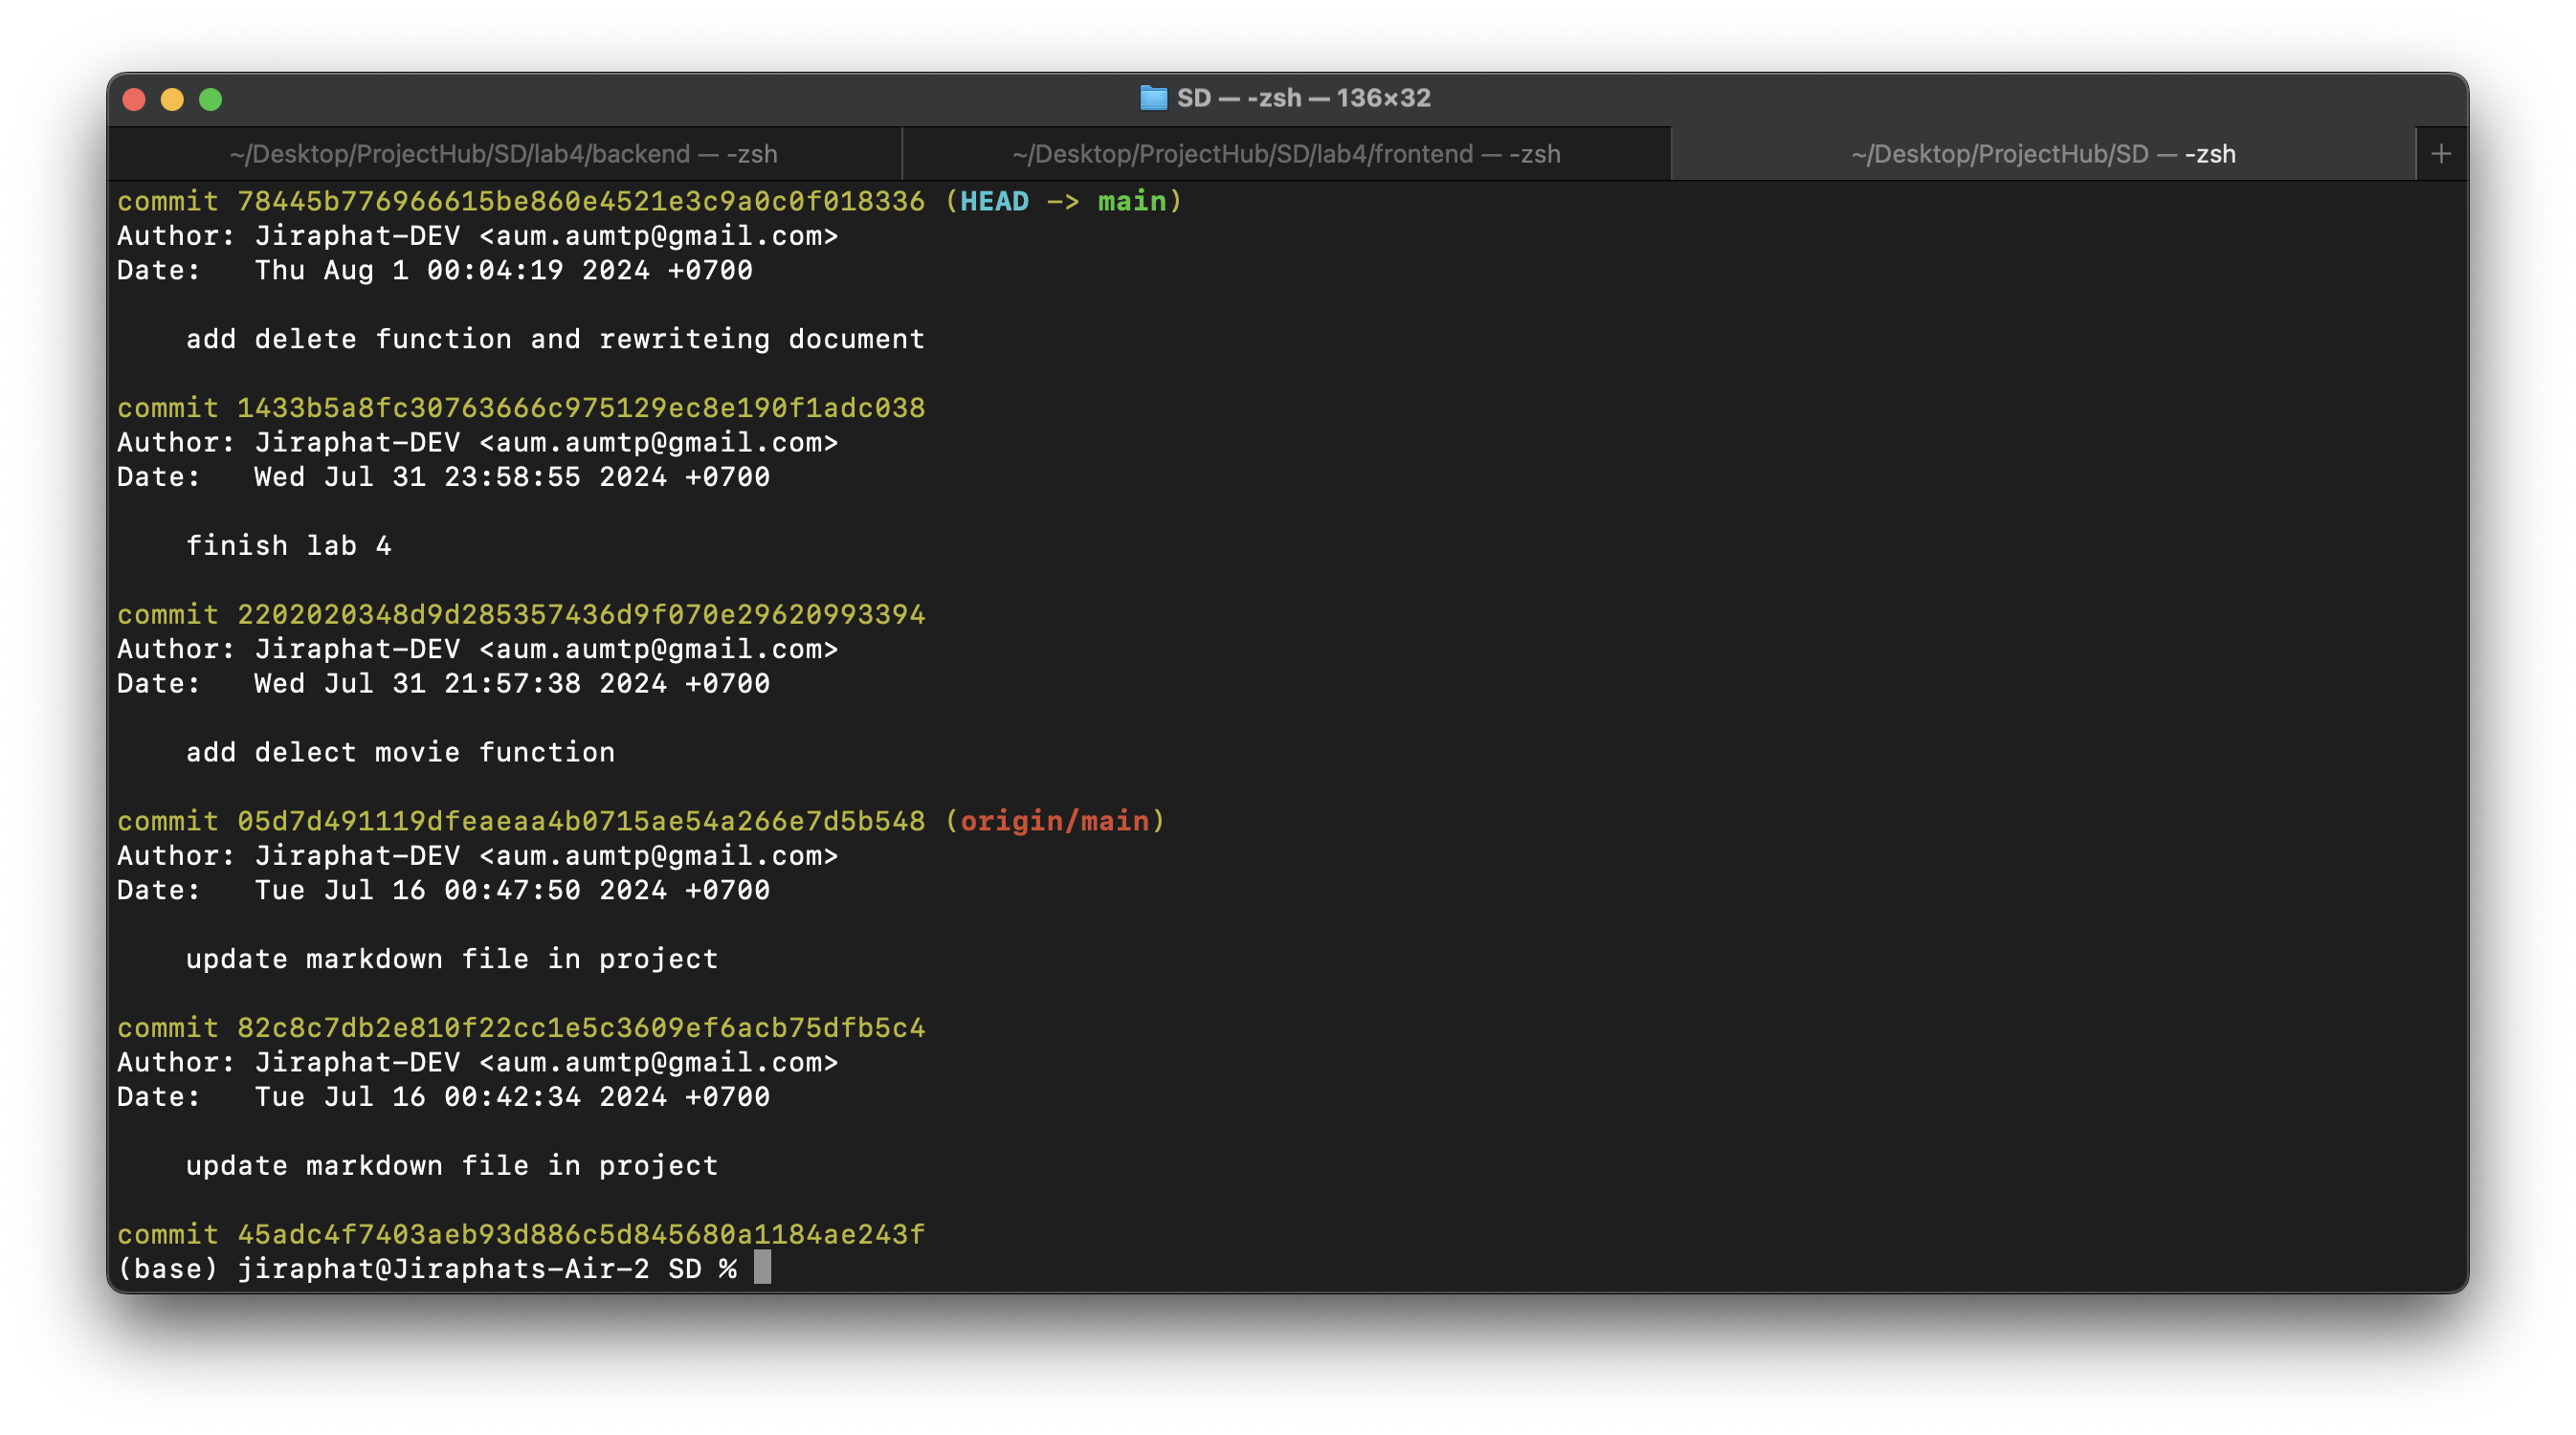 SD — -zsh — 136×32
~/Desktop/ProjectHub/SD/lab4/backend — -zsh
~/Desktop/ProjectHub/SD/lab4/frontend — -zsh
~/Desktop/ProjectHub/SD — -zsh
commit 78445b776966615be860e4521e3c9a0c0f018336 (HEAD -> main)
Author: Jiraphat-DEV <aum.aumtp@gmail.com>
Date:   Thu Aug 1 00:04:19 2024 +0700
    add delete function and rewriteing document
commit 1433b5a8fc30763666c975129ec8e190f1adc038
Author: Jiraphat-DEV <aum.aumtp@gmail.com>
Date:   Wed Jul 31 23:58:55 2024 +0700
    finish lab 4
commit 2202020348d9d285357436d9f070e29620993394
Author: Jiraphat-DEV <aum.aumtp@gmail.com>
Date:   Wed Jul 31 21:57:38 2024 +0700
    add delect movie function
commit 05d7d491119dfeaeaa4b0715ae54a266e7d5b548 (origin/main)
Author: Jiraphat-DEV <aum.aumtp@gmail.com>
Date:   Tue Jul 16 00:47:50 2024 +0700
    update markdown file in project
commit 82c8c7db2e810f22cc1e5c3609ef6acb75dfb5c4
Author: Jiraphat-DEV <aum.aumtp@gmail.com>
Date:   Tue Jul 16 00:42:34 2024 +0700
    update markdown file in project
commit 45adc4f7403aeb93d886c5d845680a1184ae243f
(base) jiraphat@Jiraphats-Air-2 SD %